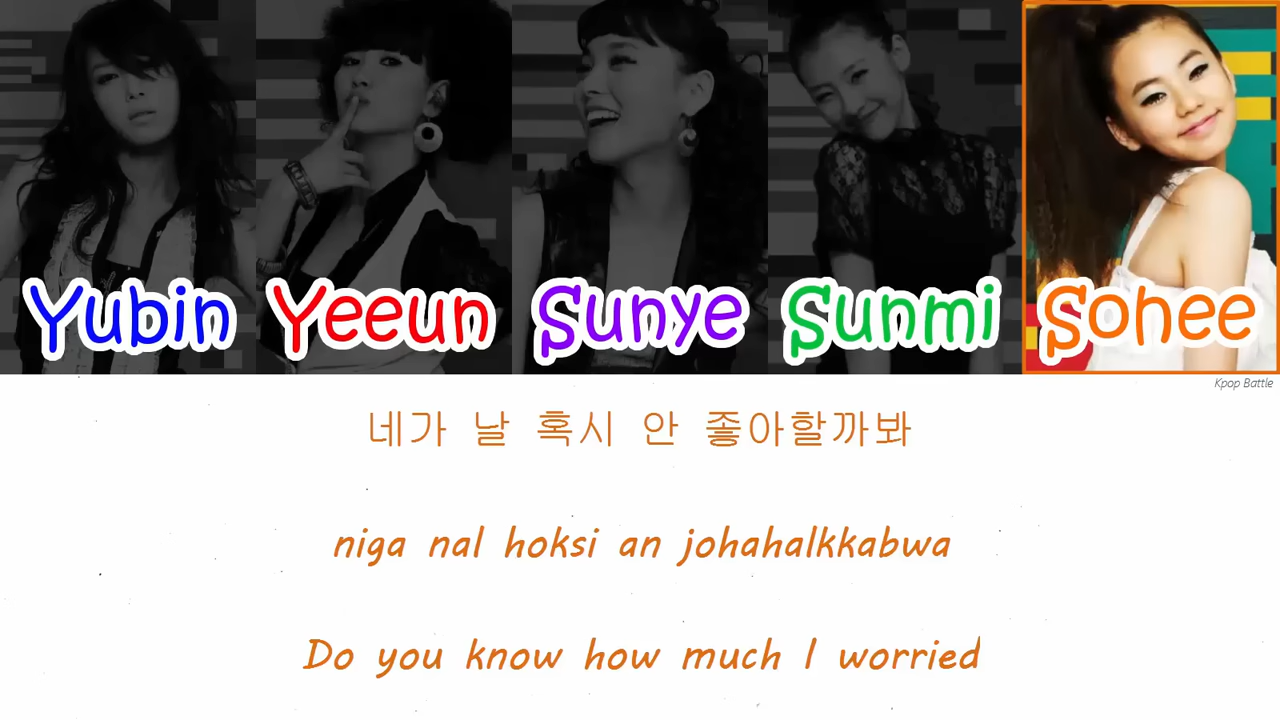 Yubin Yeeun Sunye Sunmi Sohee
Kpop Battle
네가 날 혹시 안 좋아할까봐
niga nal hoksi an johahalkkabwa
Do you know how much I worried